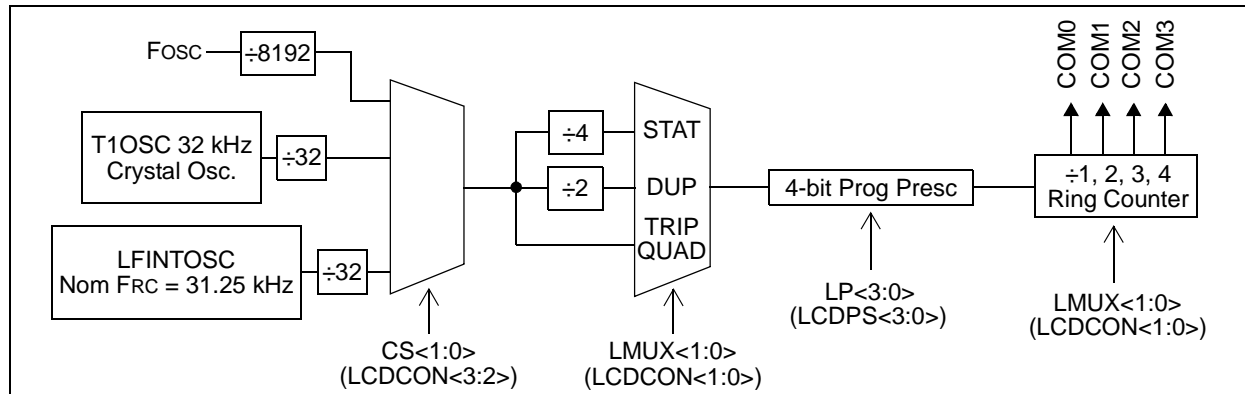 FOSC
÷8192
COM0
COM1
COM2
COM3
T1OSC 32 kHz
Crystal Osc.
÷32
÷4
STAT
÷2
DUP
TRIP
QUAD
4-bit Prog Presc
÷1, 2, 3, 4
Ring Counter
LFINTOSC
Nom FRC = 31.25 kHz
÷32
CS<1:0>
(LCDCON<3:2>)
LMUX<1:0>
(LCDCON<1:0>)
LP<3:0>
(LCDPS<3:0>)
LMUX<1:0>
(LCDCON<1:0>)